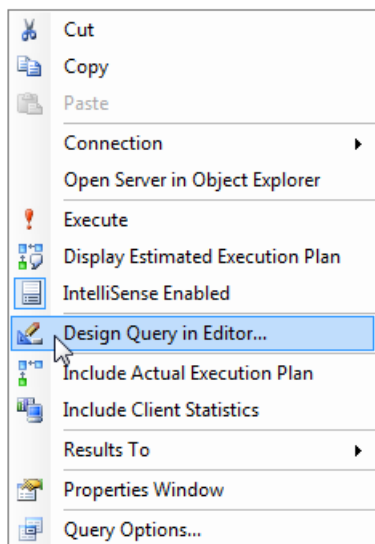 Cut
Copy
Paste
Connection
Open Server in Object Explorer
Execute
Display Estimated Execution Plan
IntelliSense Enabled
Design Query in Editor...
Include Actual Execution Plan
Include Client Statistics
Results To
Properties Window
Query Options...